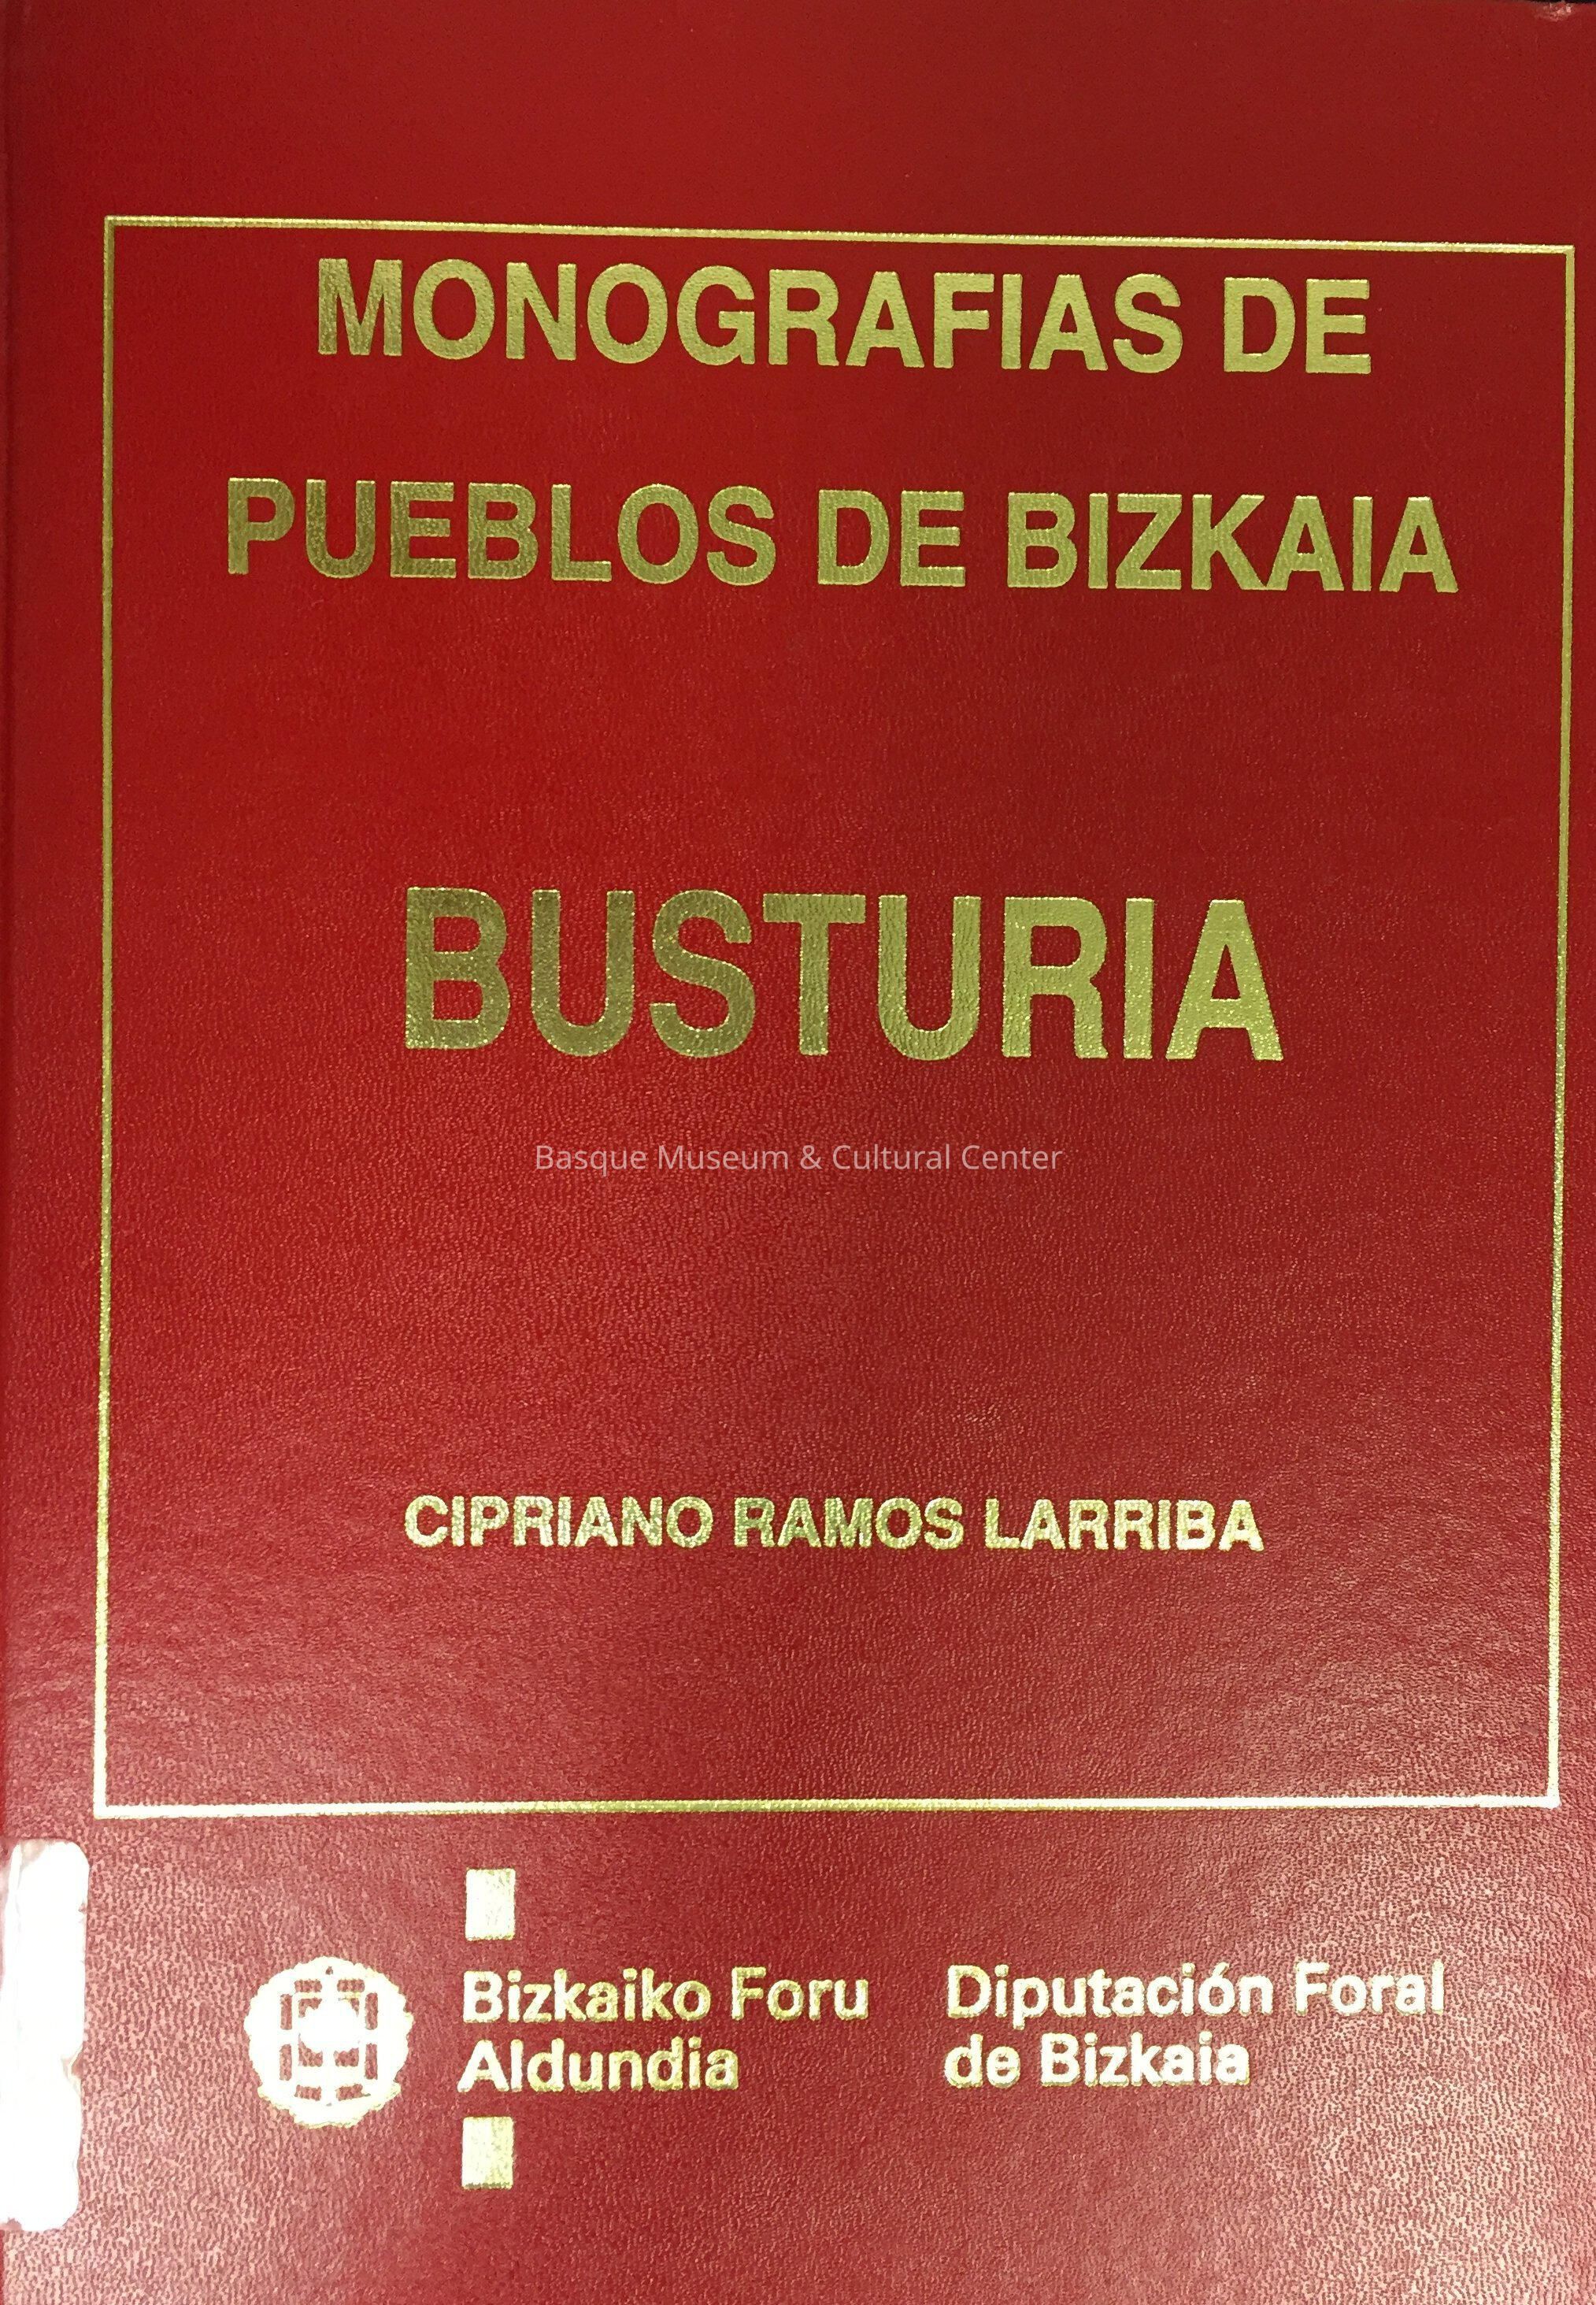 MONOGRAFIAS DE
PUEBLOS DE BIZKAIA
BUSTURIA
Basque Museum & Cultural Center
CIPRIANO RAMOS LARRIBA
Bizkaiko Foru
Aldundia
Diputación Foral
de Bizkaia